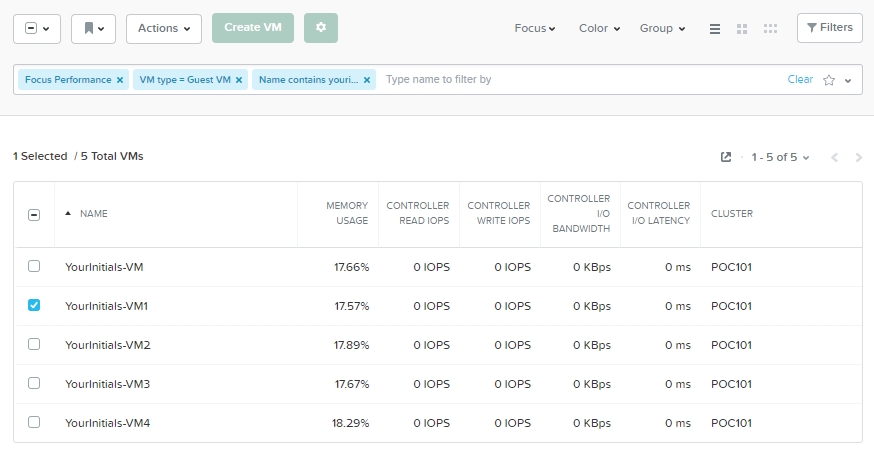 Actions Create VM Focus Color Group Filters
Focus Performance × VM type = Guest VM × Name contains youri... × Type name to filter by Clear
1 Selected / 5 Total VMs 1 - 5 of 5
NAME MEMORY USAGE CONTROLLER READ IOPS CONTROLLER WRITE IOPS CONTROLLER I/O BANDWIDTH CONTROLLER I/O LATENCY CLUSTER
YourInitials-VM 17.66% 0 IOPS 0 IOPS 0 KBps 0 ms POC101
YourInitials-VM1 17.57% 0 IOPS 0 IOPS 0 KBps 0 ms POC101
YourInitials-VM2 17.89% 0 IOPS 0 IOPS 0 KBps 0 ms POC101
YourInitials-VM3 17.67% 0 IOPS 0 IOPS 0 KBps 0 ms POC101
YourInitials-VM4 18.29% 0 IOPS 0 IOPS 0 KBps 0 ms POC101